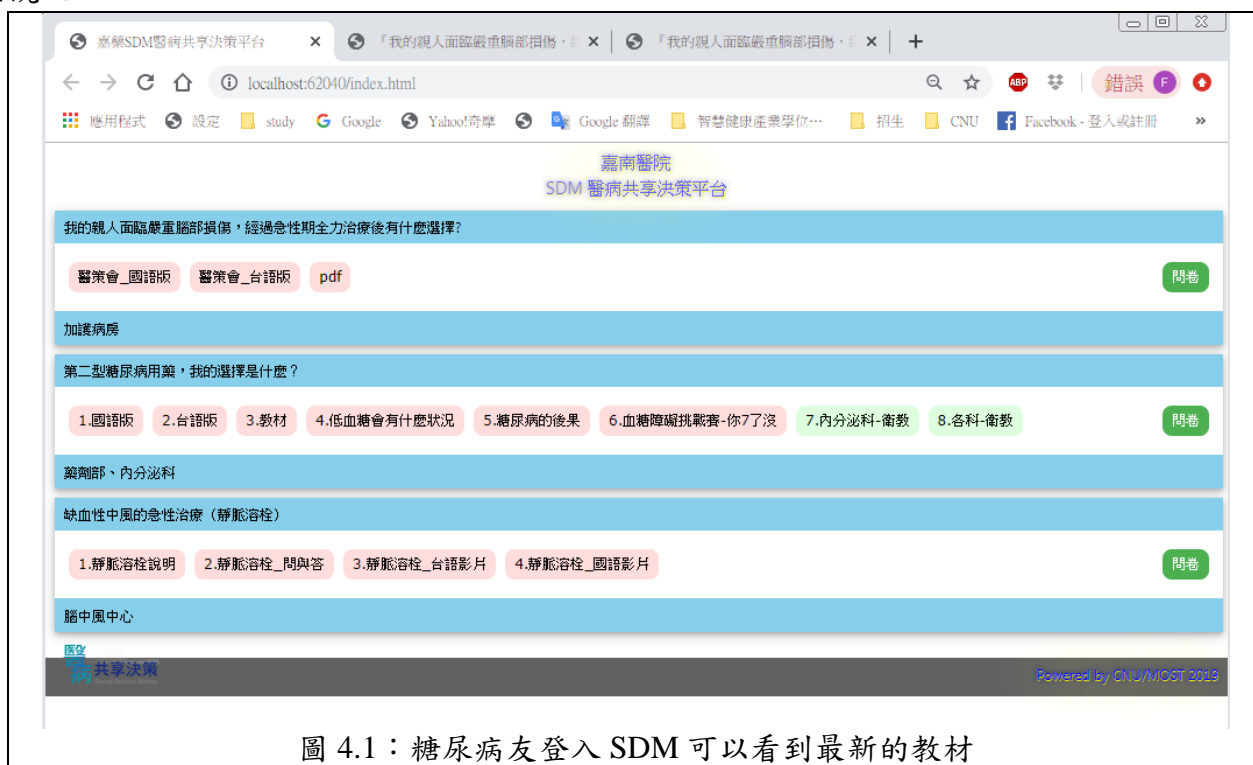 嘉藥SDM醫病共享決策平台
『我的親人面臨嚴重腦部損傷，
『我的親人面臨嚴重腦部損傷，
localhost:62040/index.html
ABP
錯誤 F
應用程式 設定 study Google Yahoo!奇摩 Google 翻譯 智慧健康產業學位… 招生 CNU Facebook - 登入或註冊 »
嘉南醫院
SDM 醫病共享決策平台
我的親人面臨嚴重腦部損傷，經過急性期全力治療後有什麼選擇?
醫策會_國語版 醫策會_台語版 pdf 問卷
加護病房
第二型糖尿病用藥，我的選擇是什麼？
1.國語版 2.台語版 3.教材 4.低血糖會有什麼狀況 5.糖尿病的後果 6.血糖障礙挑戰賽-你7了沒 7.內分泌科-衛教 8.各科-衛教 問卷
藥劑部、內分泌科
缺血性中風的急性治療（靜脈溶栓）
1.靜脈溶栓說明 2.靜脈溶栓_問與答 3.靜脈溶栓_台語影片 4.靜脈溶栓_國語影片 問卷
腦中風中心
醫
病 共享決策
Powered by CNU/MOST 2019
圖 4.1：糖尿病友登入 SDM 可以看到最新的教材